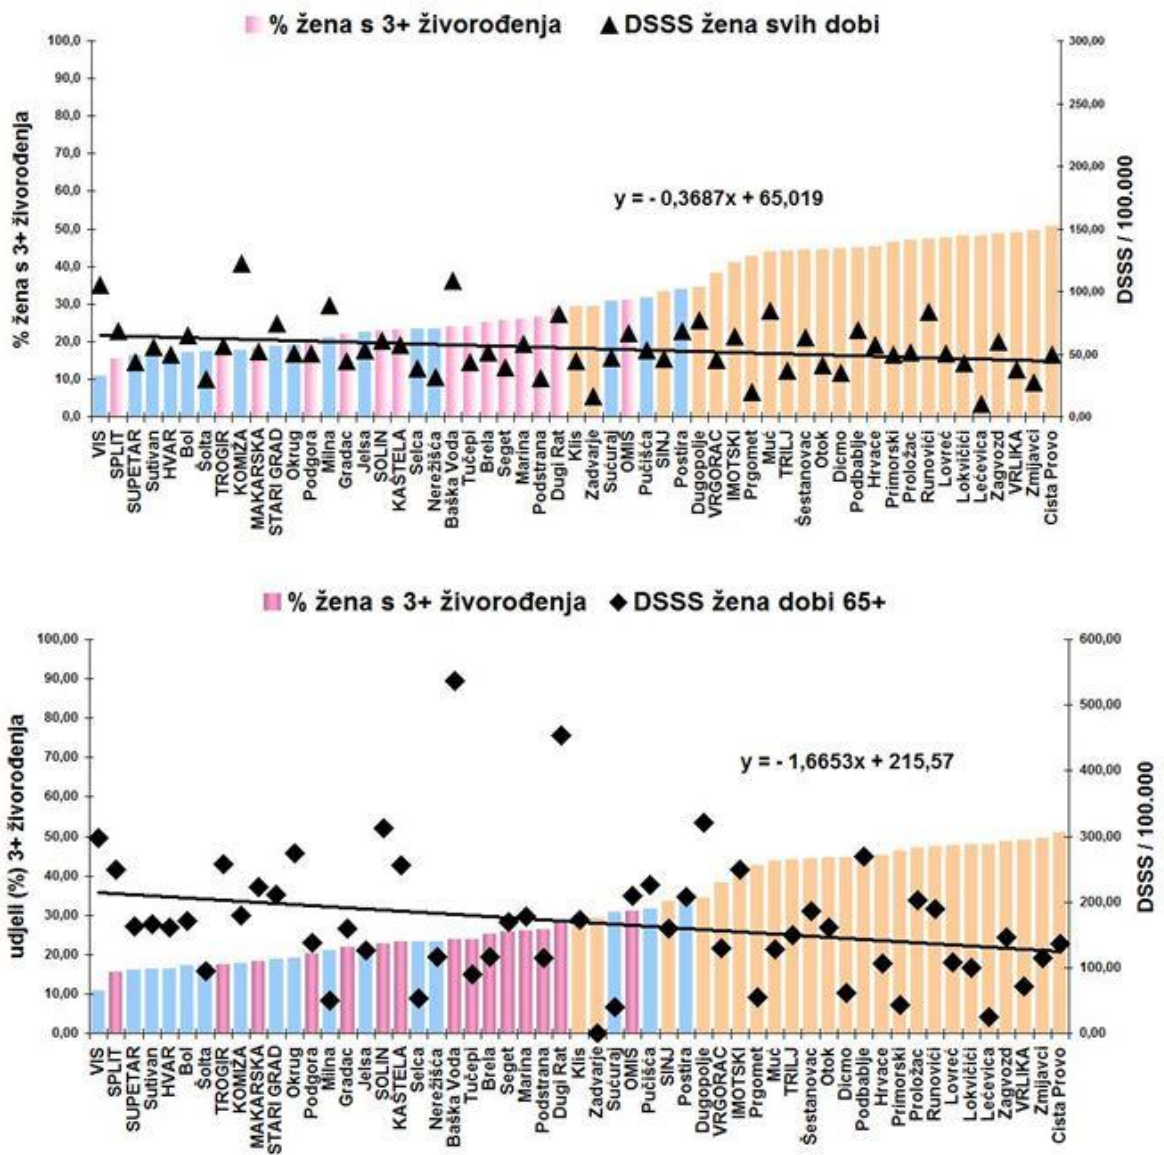 % žena s 3+ živorođenja ▲ DSSS žena svih dobi
100,0
90,0
80,0
70,0
60,0
50,0
40,0
30,0
20,0
10,0
0,0
% žena s 3+ živorođenja
300,00
250,00
200,00
150,00
100,00
50,00
0,00
DSSS / 100.000
y = - 0,3687x + 65,019
VIS
SPLIT
SUPETAR
Sutivan
HVAR
Bol
Šolta
TROGIR
KOMIŽA
MAKARSKA
STARI GRAD
Okrug
Podgora
Milna
Gradac
Jelsa
SOLIN
KAŠTELA
Selca
Nerežišća
Baška Voda
Tučepi
Brela
Seget
Marina
Podstrana
Dugi Rat
Klis
Zadvarje
Sućuraj
OMIŠ
Pučišća
SINJ
Postira
Dugopolje
VRGORAC
IMOTSKI
Prgomet
Muć
TRILJ
Šestanovac
Otok
Dicmo
Podbablje
Hrvace
Primorski
Proložac
Runovići
Lovreć
Lokvičići
Lećevica
Zagvozd
VRLIKA
Zmijavci
Cista Provo
% žena s 3+ živorođenja ◆ DSSS žena dobi 65+
100,00
90,00
80,00
70,00
60,00
50,00
40,00
30,00
20,00
10,00
0,00
udjeli (%) 3+ živorođenja
600,00
500,00
400,00
300,00
200,00
100,00
0,00
DSSS / 100.000
y = - 1,6653x + 215,57
VIS
SPLIT
SUPETAR
Sutivan
HVAR
Bol
Šolta
TROGIR
KOMIŽA
MAKARSKA
STARI GRAD
Okrug
Podgora
Milna
Gradac
Jelsa
SOLIN
KAŠTELA
Selca
Nerežišća
Baška Voda
Tučepi
Brela
Seget
Marina
Podstrana
Dugi Rat
Klis
Zadvarje
Sućuraj
OMIŠ
Pučišća
SINJ
Postira
Dugopolje
VRGORAC
IMOTSKI
Prgomet
Muć
TRILJ
Šestanovac
Otok
Dicmo
Podbablje
Hrvace
Primorski
Proložac
Runovići
Lovreć
Lokvičići
Lećevica
Zagvozd
VRLIKA
Zmijavci
Cista Provo